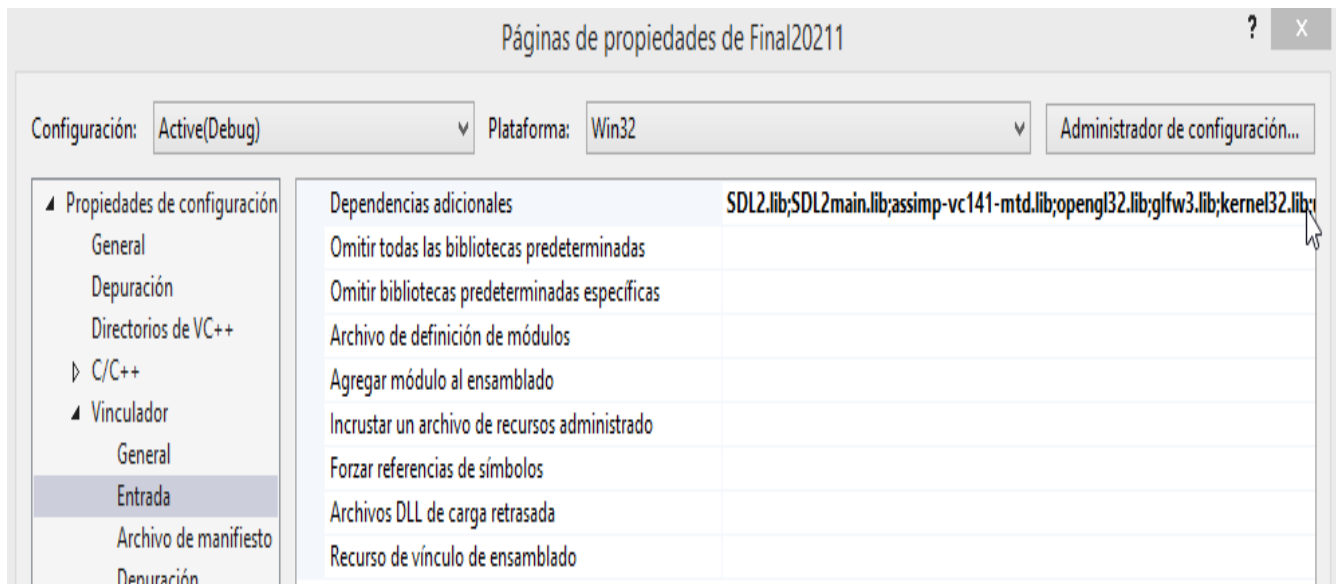 Páginas de propiedades de Final20211
? X
Configuración: Active(Debug) Plataforma: Win32 Administrador de configuración...
Propiedades de configuración
General
Depuración
Directorios de VC++
C/C++
Vinculador
General
Entrada
Archivo de manifiesto
Depuración
Dependencias adicionales SDL2.lib;SDL2main.lib;assimp-vc141-mtd.lib;opengl32.lib;glfw3.lib;kernel32.lib;
Omitir todas las bibliotecas predeterminadas
Omitir bibliotecas predeterminadas específicas
Archivo de definición de módulos
Agregar módulo al ensamblado
Incrustar un archivo de recursos administrado
Forzar referencias de símbolos
Archivos DLL de carga retrasada
Recurso de vínculo de ensamblado